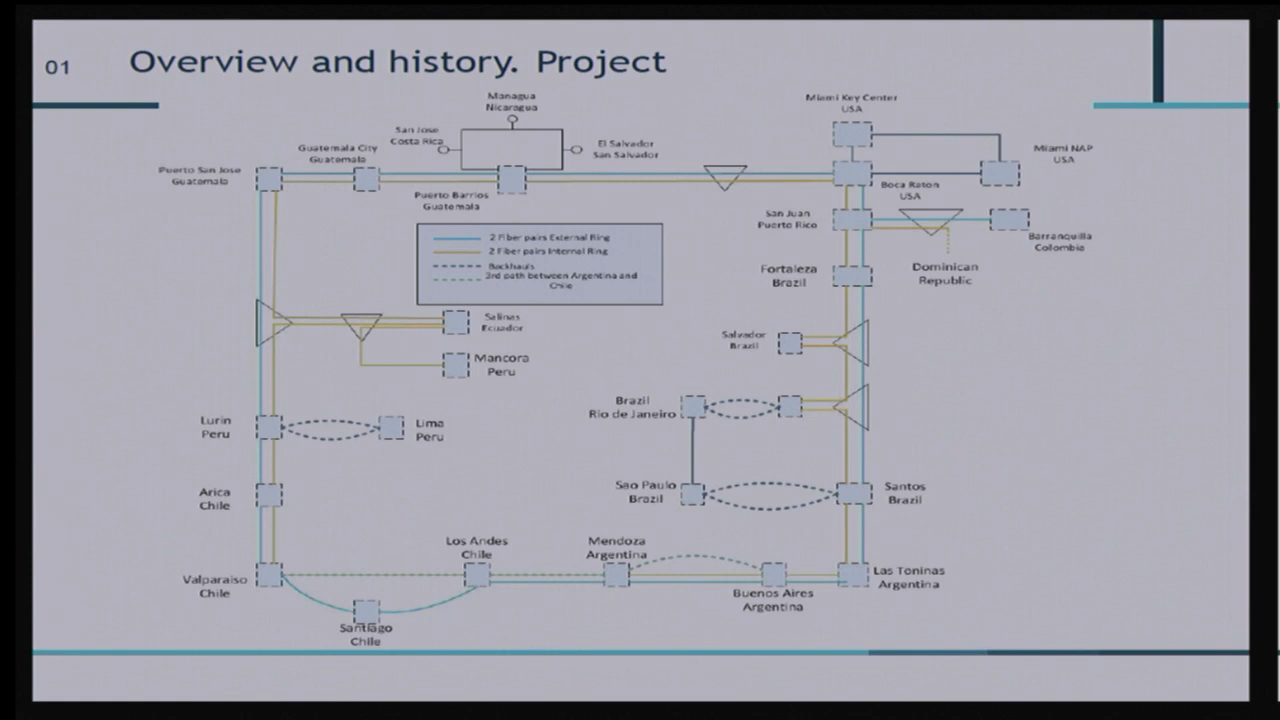 01
Overview and history. Project
Managua
Nicaragua
Miami Key Center
USA
San Jose
Costa Rica
El Salvador
San Salvador
Guatemala City
Guatemala
Miami NAP
USA
Puerto San Jose
Guatemala
Puerto Barrios
Guatemala
Boca Raton
USA
San Juan
Puerto Rico
Barranquilla
Colombia
2 Fiber pairs External Ring
2 Fiber pairs Internal Ring
Backhauls
3rd path between Argentina and
Chile
Fortaleza
Brazil
Dominican
Republic
Salinas
Ecuador
Salvador
Brazil
Mancora
Peru
Brazil
Rio de Janeiro
Lurin
Peru
Lima
Peru
Arica
Chile
Sao Paulo
Brazil
Santos
Brazil
Los Andes
Chile
Mendoza
Argentina
Valparaiso
Chile
Buenos Aires
Argentina
Las Toninas
Argentina
Santiago
Chile